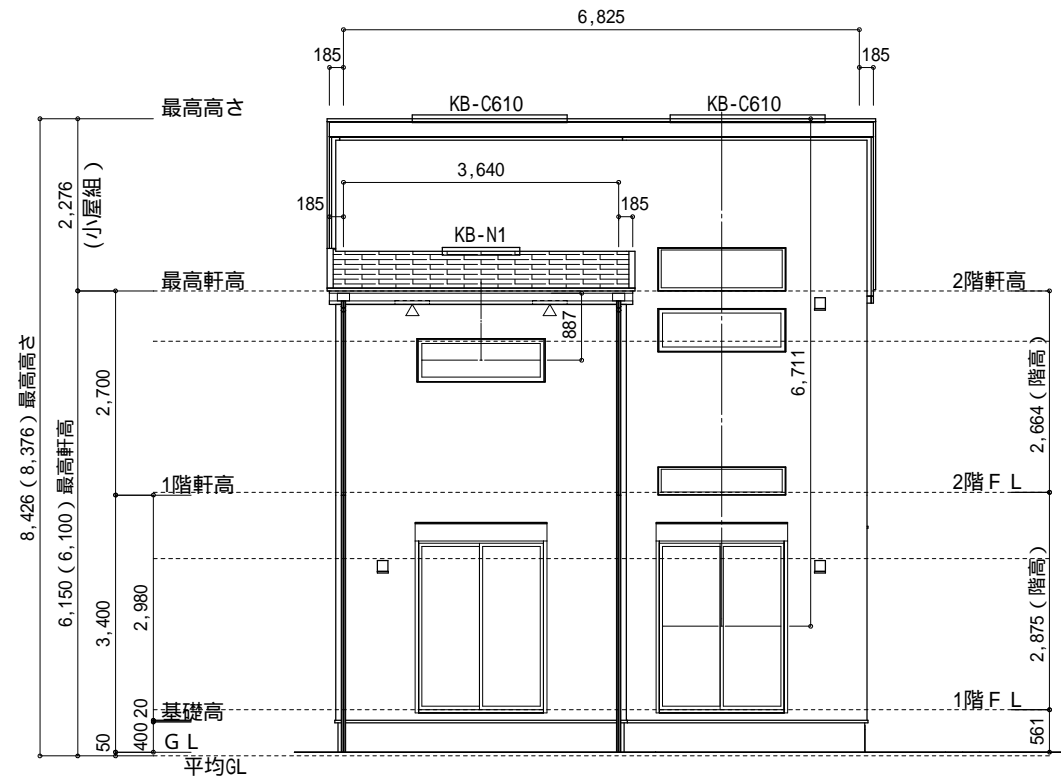 6,825
185
185
最高高さ
KB-C610
KB-C610
2,276
(小屋組)
3,640
185
185
KB-N1
最高軒高
2階軒高
887
6,711
8,426(8,376)最高高さ
6,150(6,100)最高軒高
2,700
2,664(階高)
1階軒高
2階FL
3,400
2,980
2,875(階高)
20
基礎高
1階FL
50
400
GL
561
平均GL